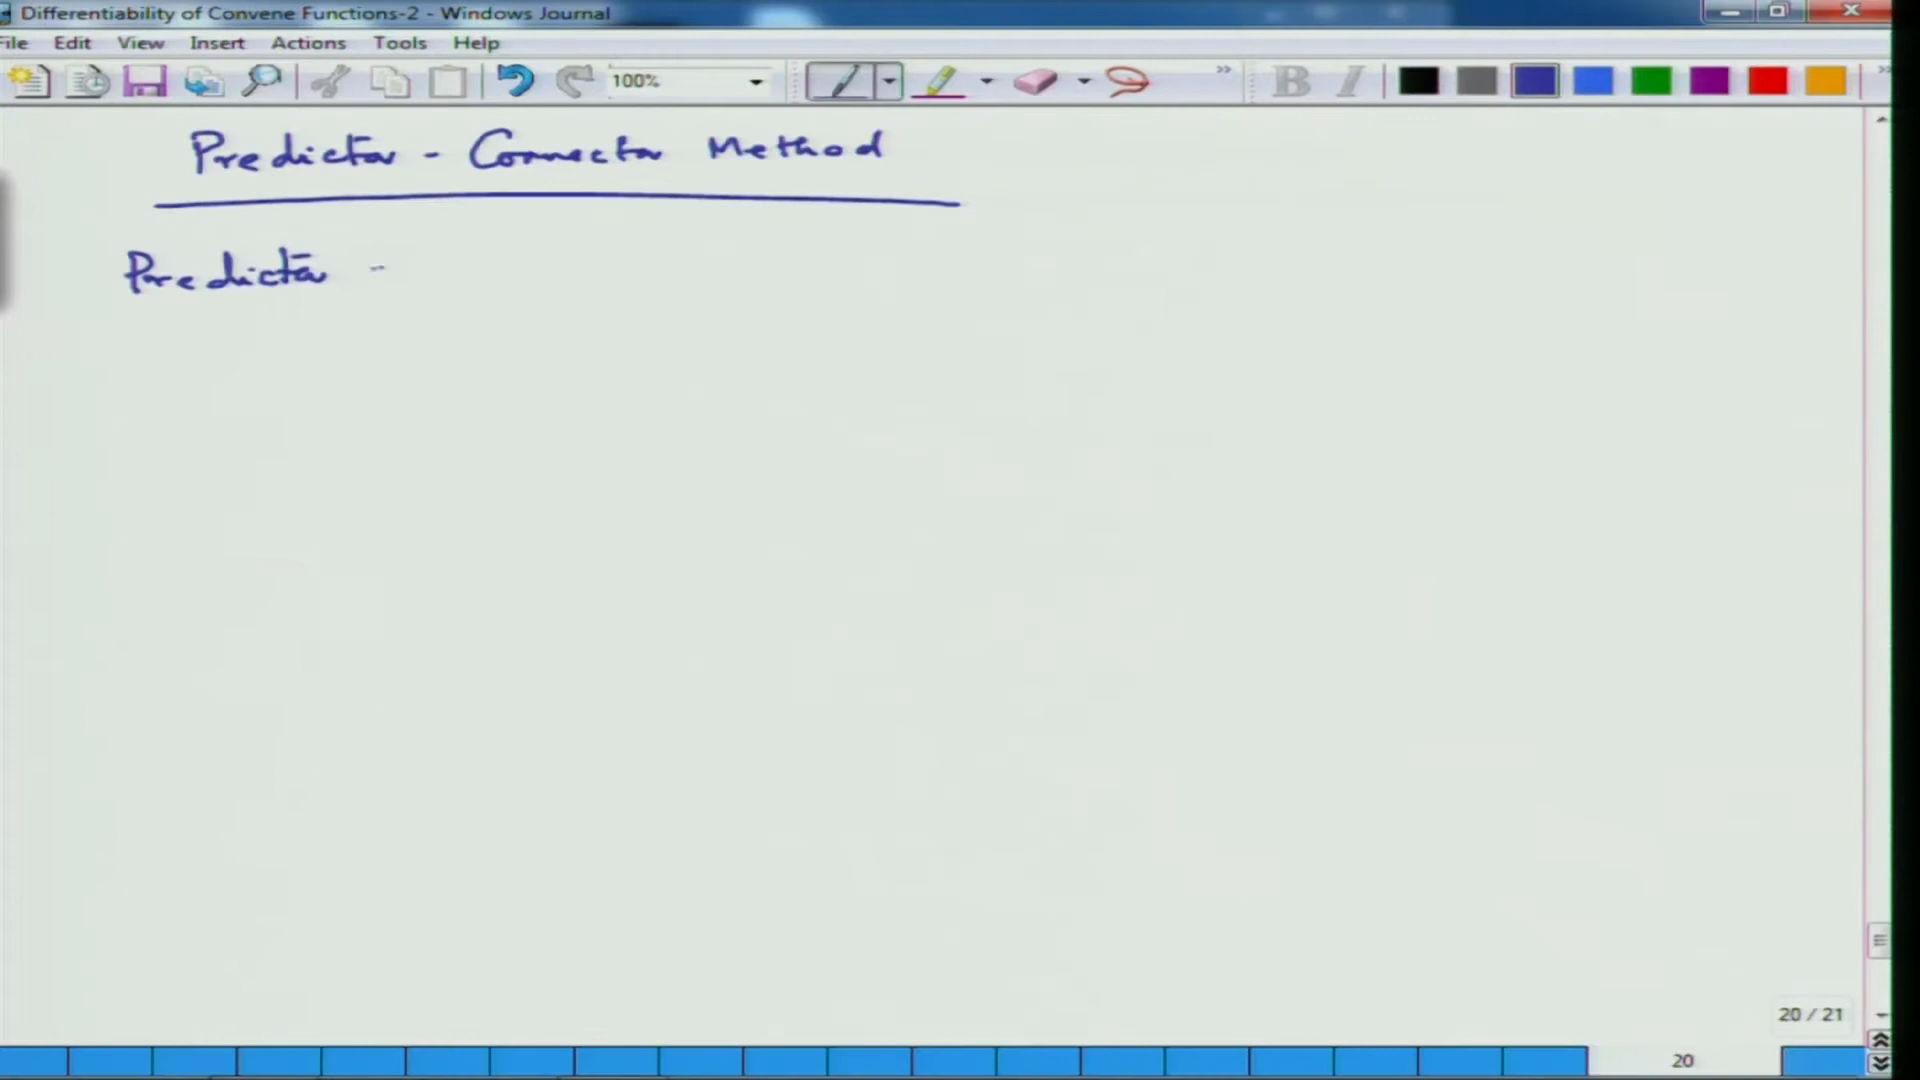 Differentiability of Convene Functions-2 - Windows Journal
File Edit View Insert Actions Tools Help
100%
B I
Predictor - Corrector Method
Predictor -
20 / 21
20